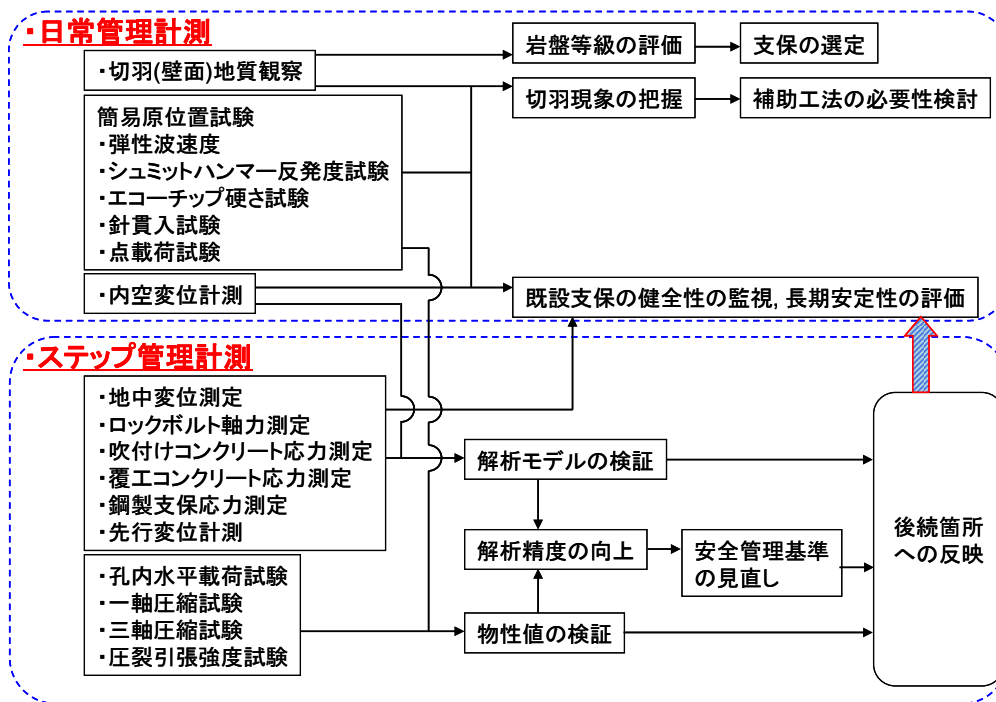 ・日常管理計測
・切羽(壁面)地質観察
岩盤等級の評価
支保の選定
切羽現象の把握
補助工法の必要性検討
簡易原位置試験
・弾性波速度
・シュミットハンマー反発度試験
・エコーチップ硬さ試験
・針貫入試験
・点載荷試験
・内空変位計測
既設支保の健全性の監視, 長期安定性の評価
・ステップ管理計測
・地中変位測定
・ロックボルト軸力測定
・吹付けコンクリート応力測定
・覆工コンクリート応力測定
・鋼製支保応力測定
・先行変位計測
解析モデルの検証
解析精度の向上
安全管理基準
の見直し
後続箇所
への反映
・孔内水平載荷試験
・一軸圧縮試験
・三軸圧縮試験
・圧裂引張強度試験
物性値の検証